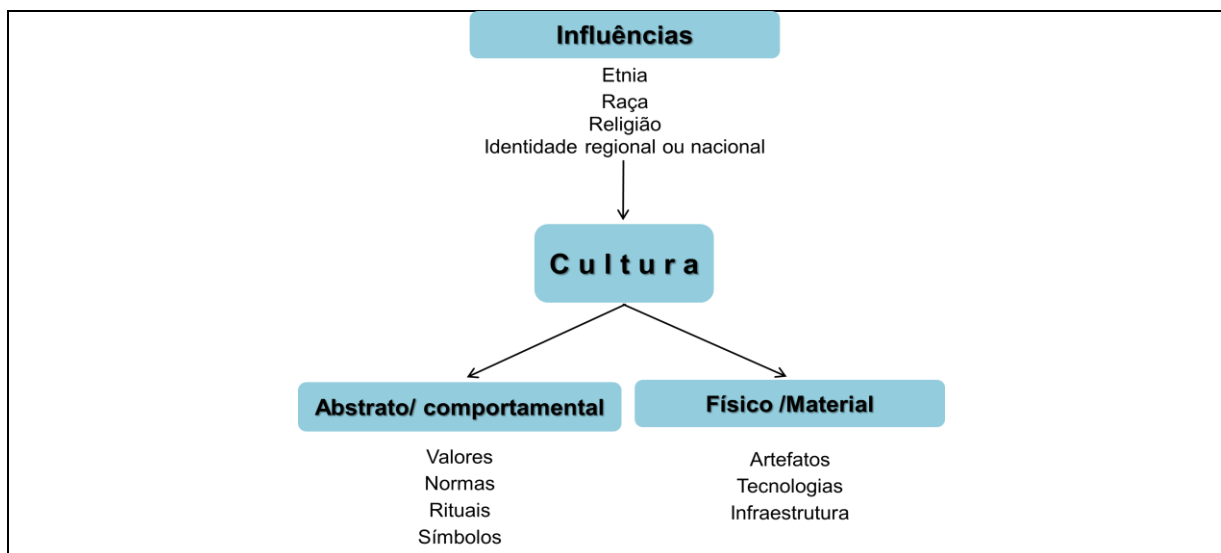 Influências
Etnia
Raça
Religião
Identidade regional ou nacional
Cultura
Abstrato/ comportamental
Valores
Normas
Rituais
Símbolos
Físico /Material
Artefatos
Tecnologias
Infraestrutura